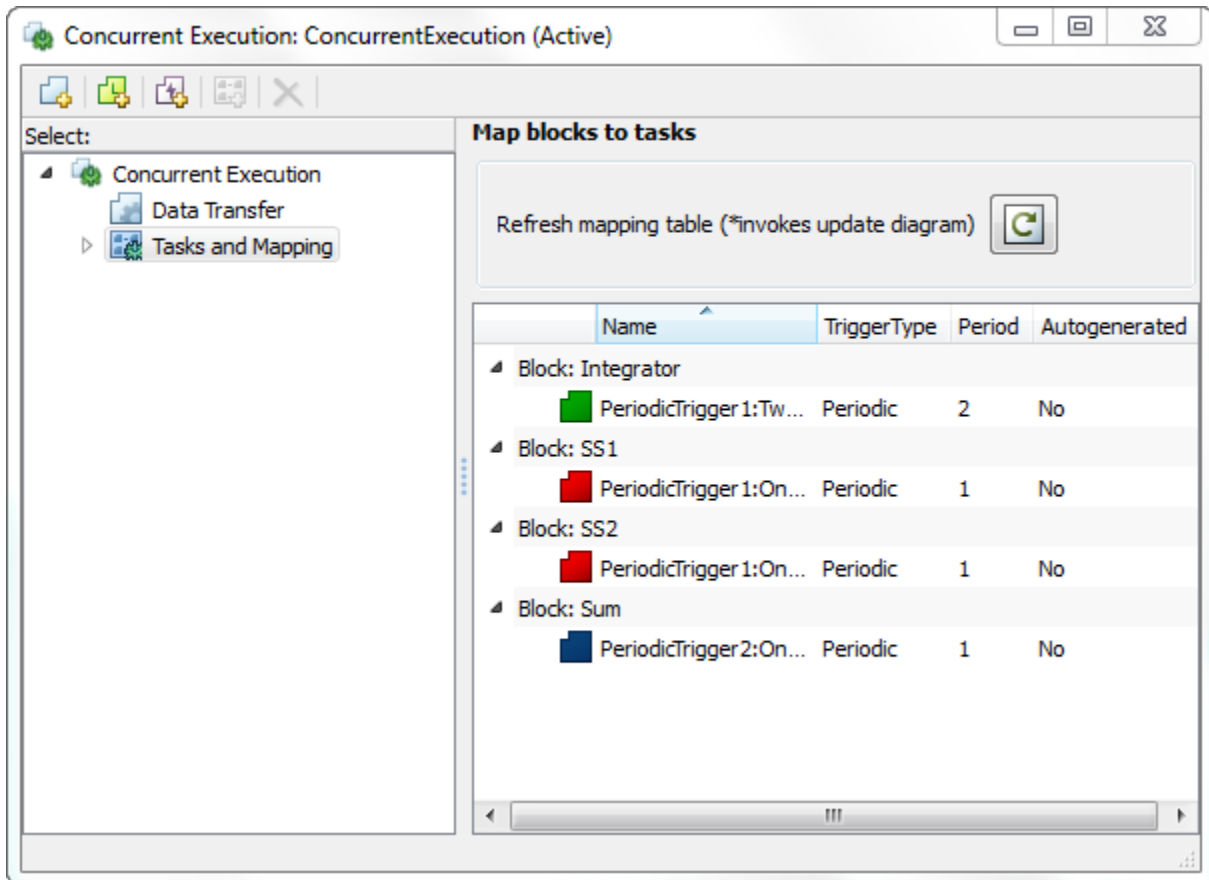 Concurrent Execution: ConcurrentExecution (Active)
Select:
Concurrent Execution
Data Transfer
Tasks and Mapping
Map blocks to tasks
Refresh mapping table (*invokes update diagram)
Name TriggerType Period Autogenerated
Block: Integrator
PeriodicTrigger1:Tw... Periodic 2 No
Block: SS1
PeriodicTrigger1:On... Periodic 1 No
Block: SS2
PeriodicTrigger1:On... Periodic 1 No
Block: Sum
PeriodicTrigger2:On... Periodic 1 No